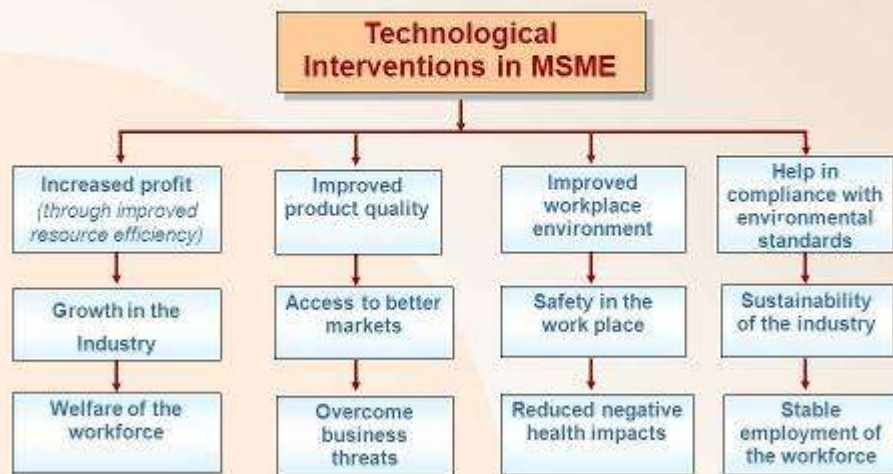 Technological
Interventions in MSME
Increased profit
(through improved
resource efficiency)
Improved
product quality
Improved
workplace
environment
Help in
compliance with
environmental
standards
Growth in the
Industry
Access to better
markets
Safety in the
work place
Sustainability
of the industry
Welfare of the
workforce
Overcome
business
threats
Reduced negative
health impacts
Stable
employment of
the workforce